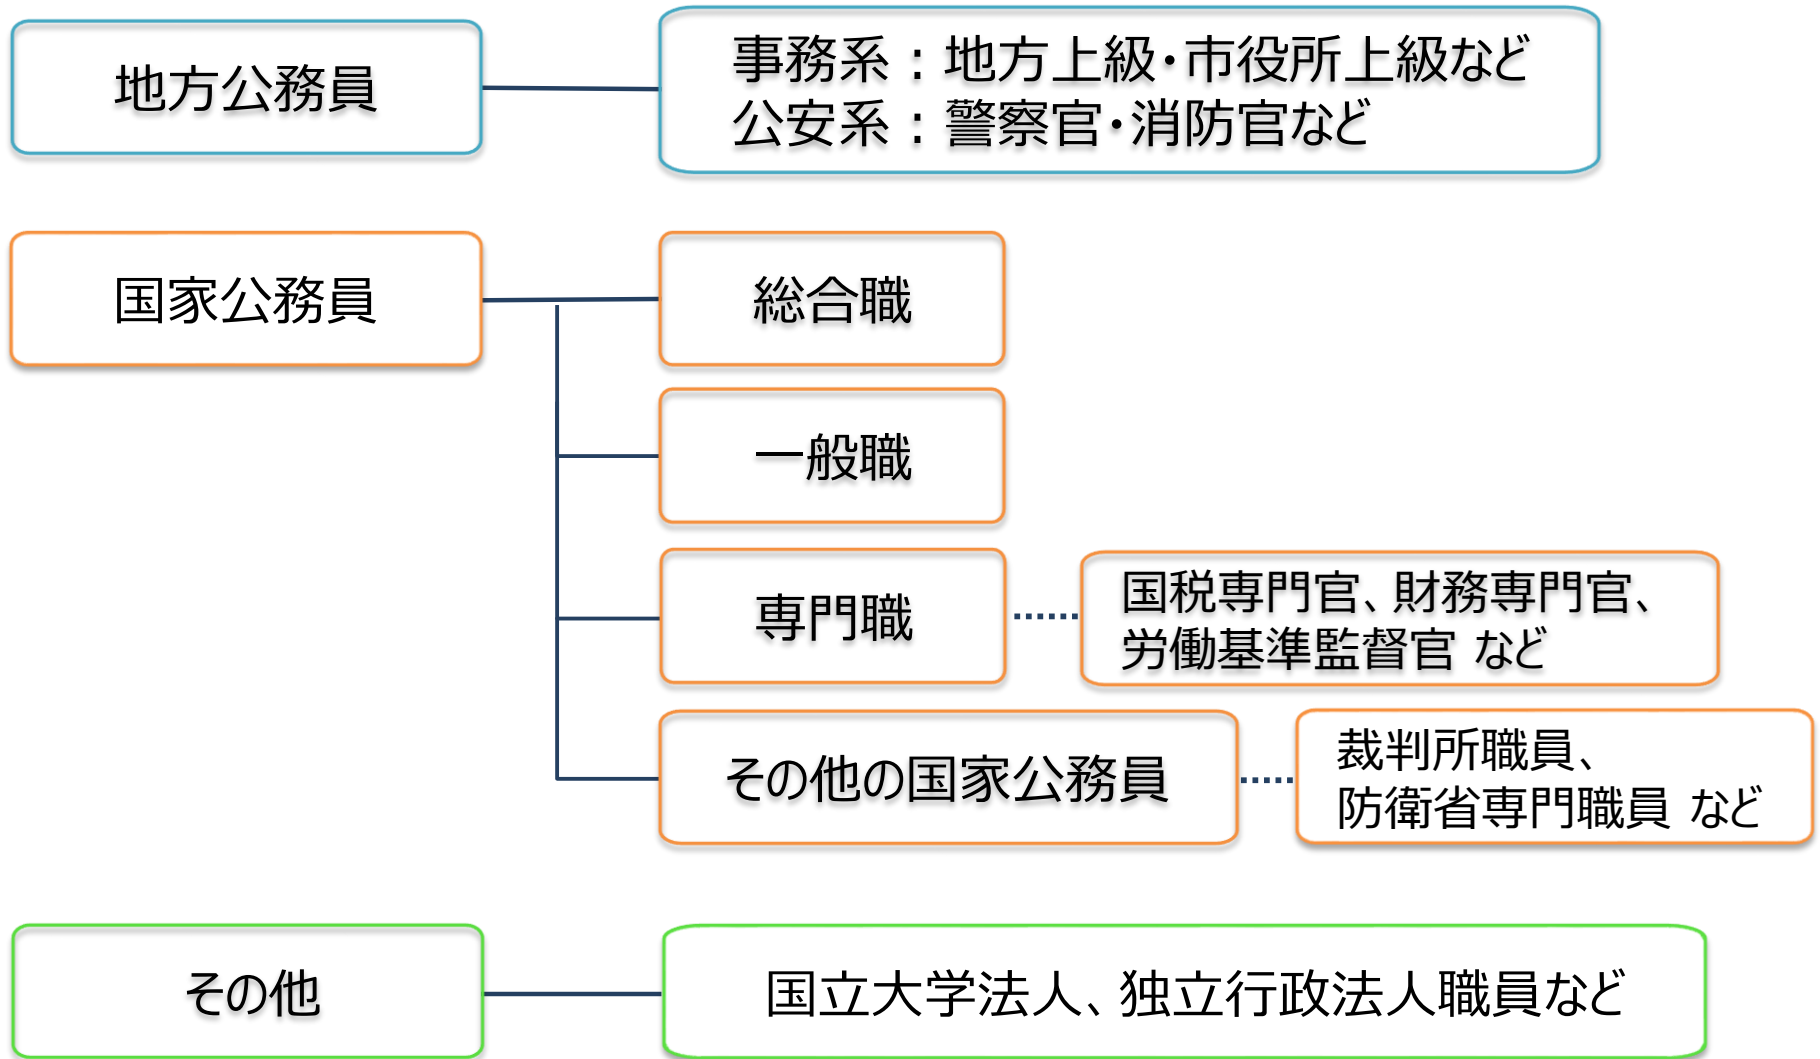 地方公務員
事務系：地方上級・市役所上級など
公安系：警察官・消防官など
国家公務員
総合職
一般職
専門職
国税専門官、財務専門官、
労働基準監督官 など
その他の国家公務員
裁判所職員、
防衛省専門職員 など
その他
国立大学法人、独立行政法人職員など